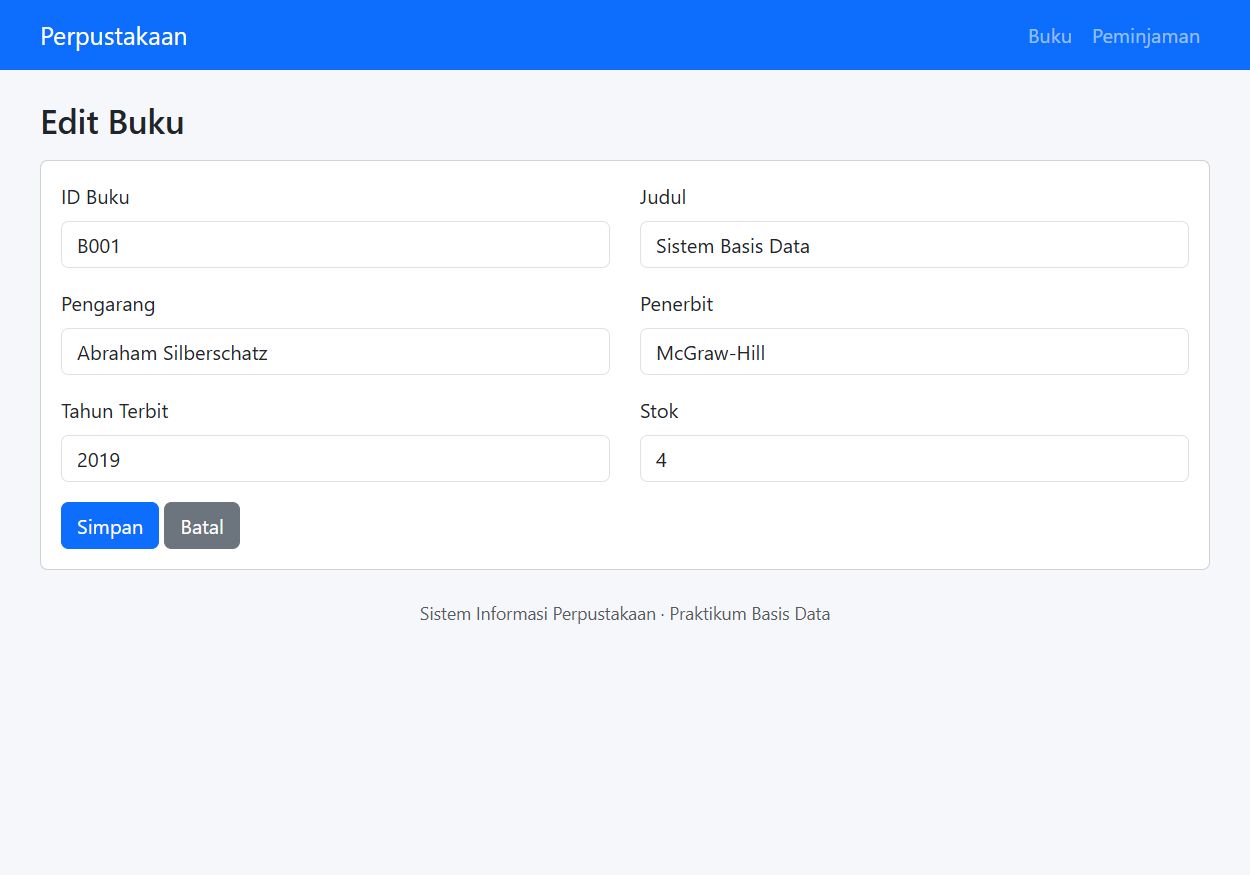 Perpustakaan
Buku Peminjaman
Edit Buku
ID Buku
B001
Judul
Sistem Basis Data
Pengarang
Abraham Silberschatz
Penerbit
McGraw-Hill
Tahun Terbit
2019
Stok
4
Simpan Batal
Sistem Informasi Perpustakaan · Praktikum Basis Data